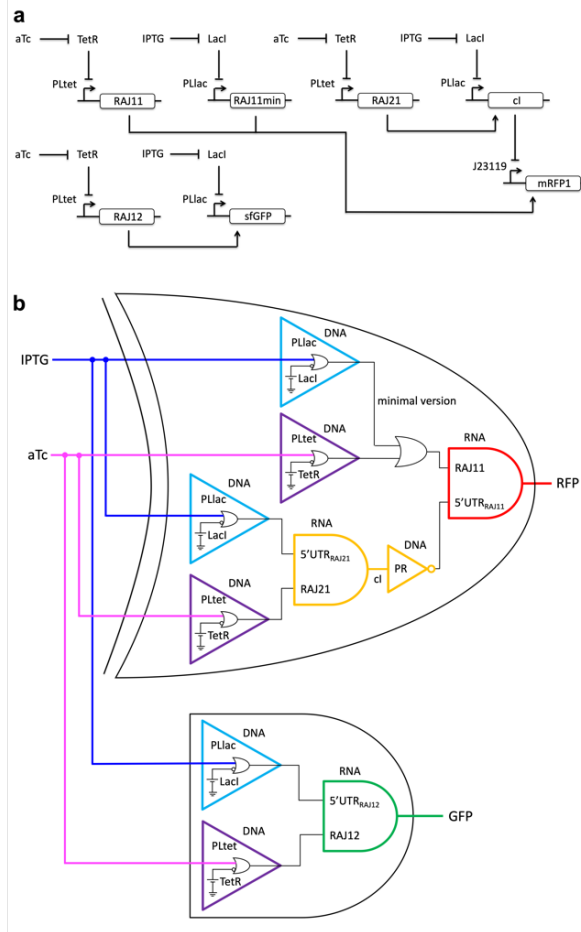 a
aTc TetR IPTG LacI aTc TetR IPTG LacI
PLtet PLlac PLtet PLlac
RAJ11 RAJ11min RAJ21 cI
aTc TetR IPTG LacI
J23119
PLtet PLlac mRFP1
RAJ12 sfGFP
b
DNA
PLlac
IPTG
LacI
minimal version
DNA
PLtet
RNA
aTc
TetR
RAJ11
DNA
RFP
PLlac
5'UTRRAJ11
RNA
LacI
DNA
5'UTRRAJ21
PR
DNA
cI
RAJ21
PLtet
TetR
DNA
PLlac
RNA
LacI
5'UTRRAJ12
GFP
DNA
RAJ12
PLtet
TetR